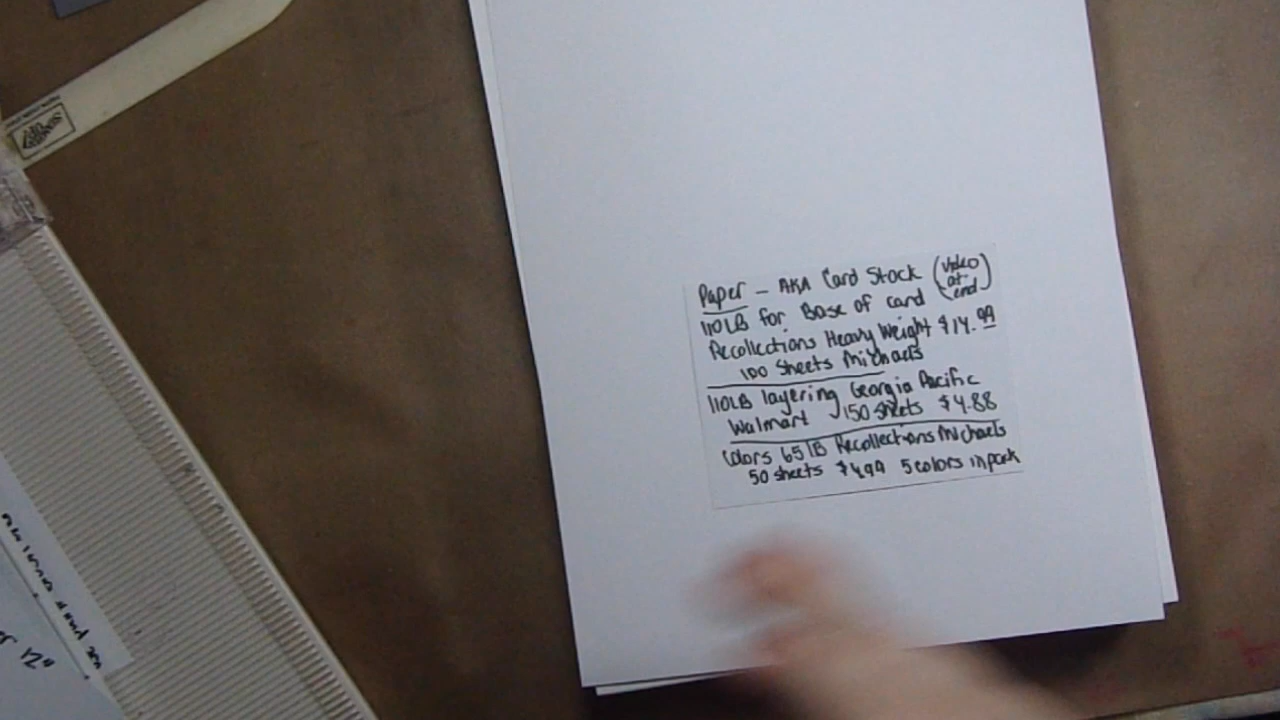 Paper - AKA Card Stock (video at end)
110LB for Base of card
Recollections Heavy Weight $14.99
100 Sheets Michaels
110LB layering Georgia Pacific
Walmart 150 sheets $4.88
Colors 65 LB Recollections Michaels
50 sheets $4.99 5 colors in pack